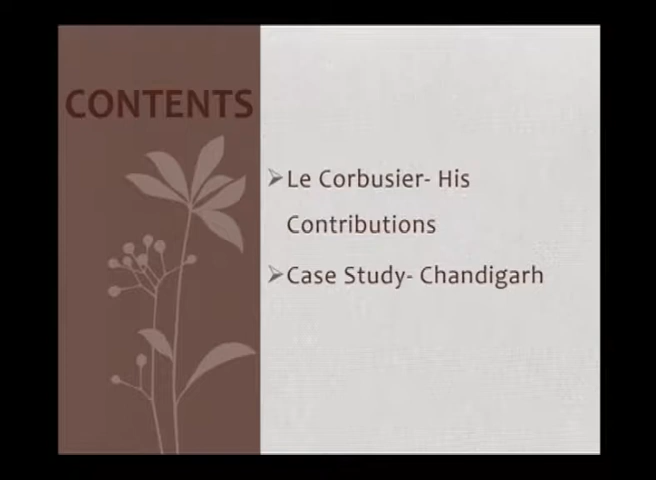 CONTENTS
➢Le Corbusier- His
Contributions
➢Case Study- Chandigarh